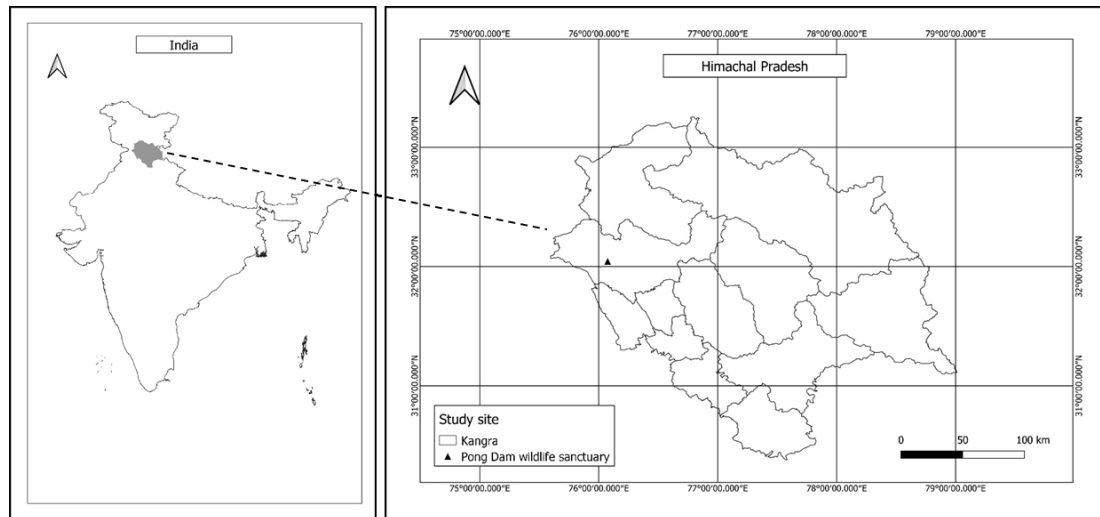 India
Himachal Pradesh
75°00'00.000"E 76°00'00.000"E 77°00'00.000"E 78°00'00.000"E 79°00'00.000"E
33°00'00.000"N 33°00'00.000"N
32°00'00.000"N 32°00'00.000"N
31°00'00.000"N 31°00'00.000"N
Study site
Kangra
Pong Dam wildlife sanctuary
0 50 100 km
75°00'00.000"E 76°00'00.000"E 77°00'00.000"E 78°00'00.000"E 79°00'00.000"E